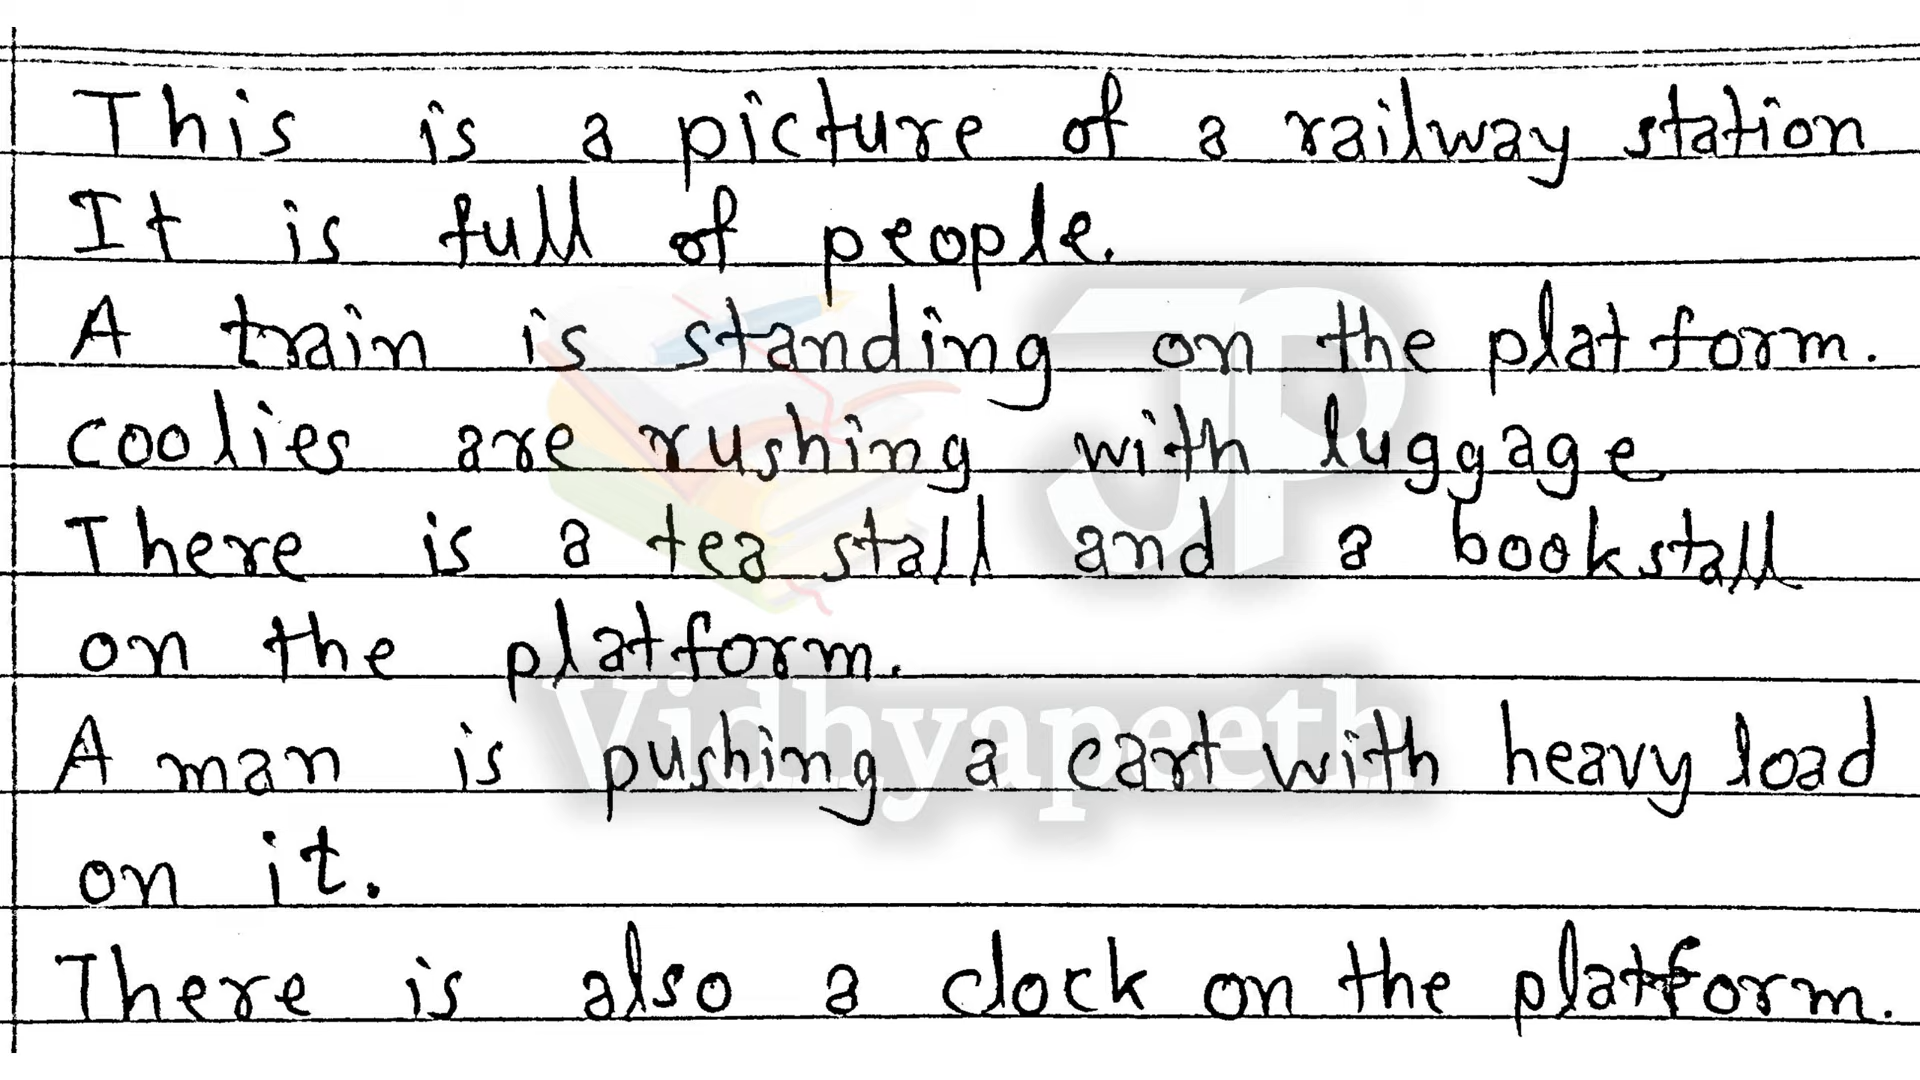 This is a picture of a railway station
It is full of people.
A train is standing on the platform.
coolies are rushing with luggage
There is a tea stall and a bookstall
on the platform.
A man is pushing a cart with heavy load
on it.
There is also a clock on the platform.
JP
Vidhyapeeth